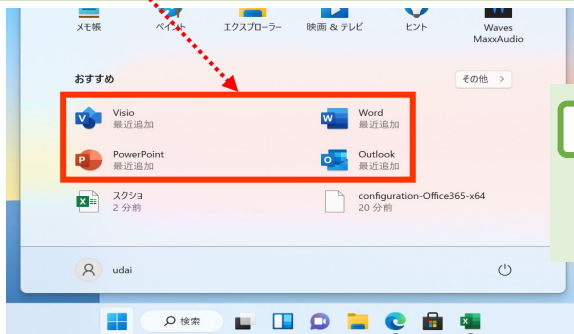 メモ帳
ペイント
エクスプローラー
映画 & テレビ
ヒント
Waves
MaxxAudio
おすすめ
その他 >
Visio
最近追加
Word
最近追加
PowerPoint
最近追加
Outlook
最近追加
スクショ
2 分前
configuration-Office365-x64
20 分前
udai
検索